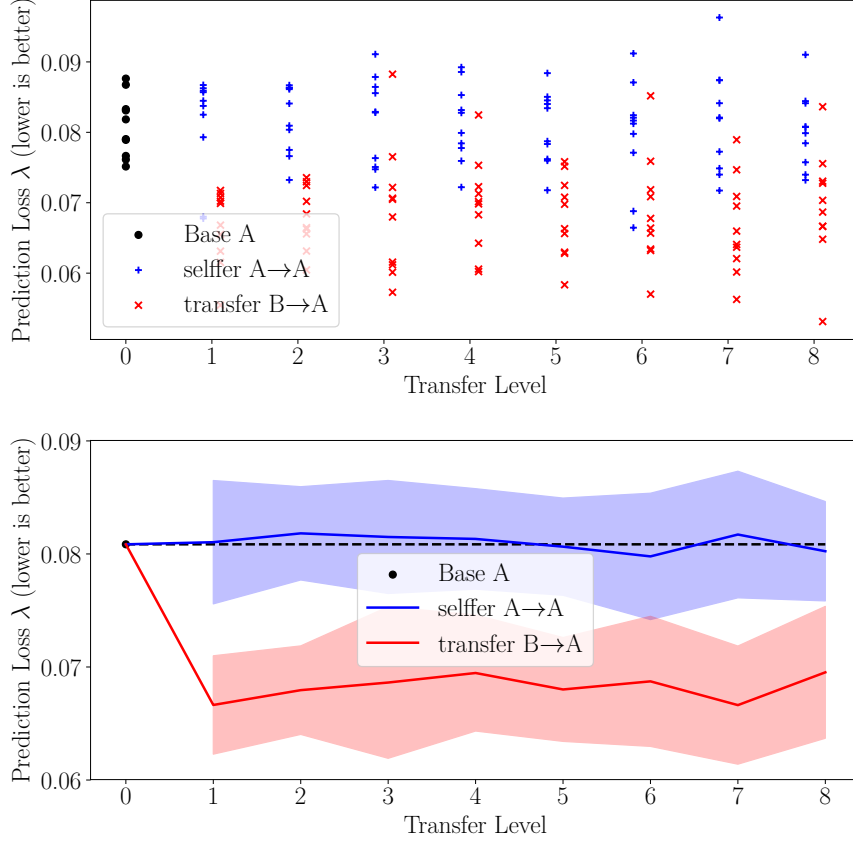 Prediction Loss λ (lower is better)
0.09
0.08
0.07
0.06
Base A
selffer A→A
transfer B→A
0 1 2 3 4 5 6 7 8
Transfer Level
Prediction Loss λ (lower is better)
0.09
0.08
0.07
0.06
Base A
selffer A→A
transfer B→A
0 1 2 3 4 5 6 7 8
Transfer Level